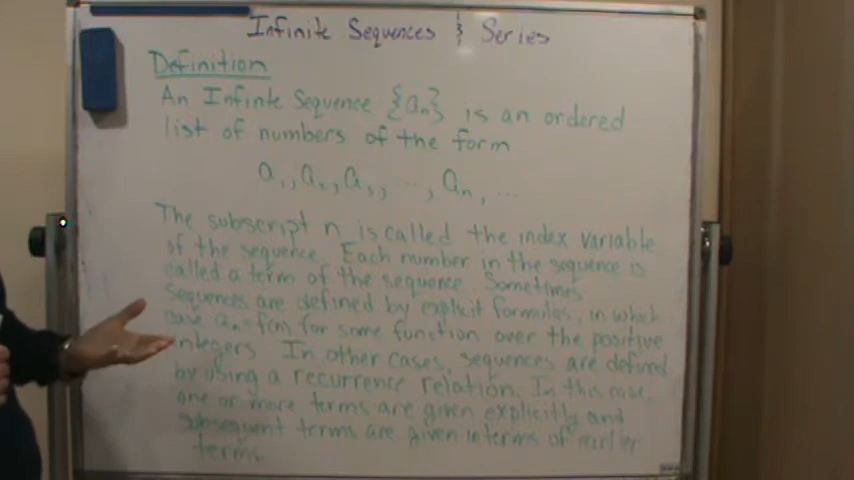 Infinite Sequences & Series
Definition
An Infinite Sequence {aₙ} is an ordered
list of numbers of the form
a₁, a₂, a₃, ..., aₙ, ...
The subscript n is called the index variable
of the sequence. Each number in the sequence is
called a term of the sequence. Sometimes
sequences are defined by explicit formulas, in which
case aₙ = f(n) for some function over the positive
integers. In other cases, sequences are defined
by using a recurrence relation. In this case,
one or more terms are given explicitly and
subsequent terms are given in terms of earlier
terms.